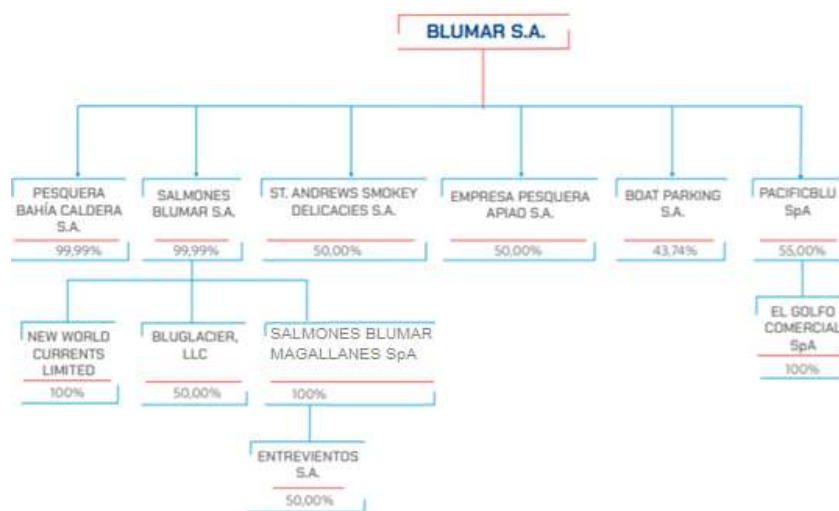 BLUMAR S.A.
PESQUERA
BAHÍA CALDERA
S.A.
99,99%
SALMONES
BLUMAR S.A.
99,99%
ST. ANDREWS SMOKEY
DELICACIES S.A.
50,00%
EMPRESA PESQUERA
APIAO S.A.
50,00%
BOAT PARKING
S.A.
43,74%
PACIFICBLU
SpA
55,00%
NEW WORLD
CURRENTS
LIMITED
100%
BLUGLACIER,
LLC
50,00%
SALMONES BLUMAR
MAGALLANES SpA
100%
EL GOLFO
COMERCIAL
SpA
100%
ENTREVIENTOS
S.A.
50,00%